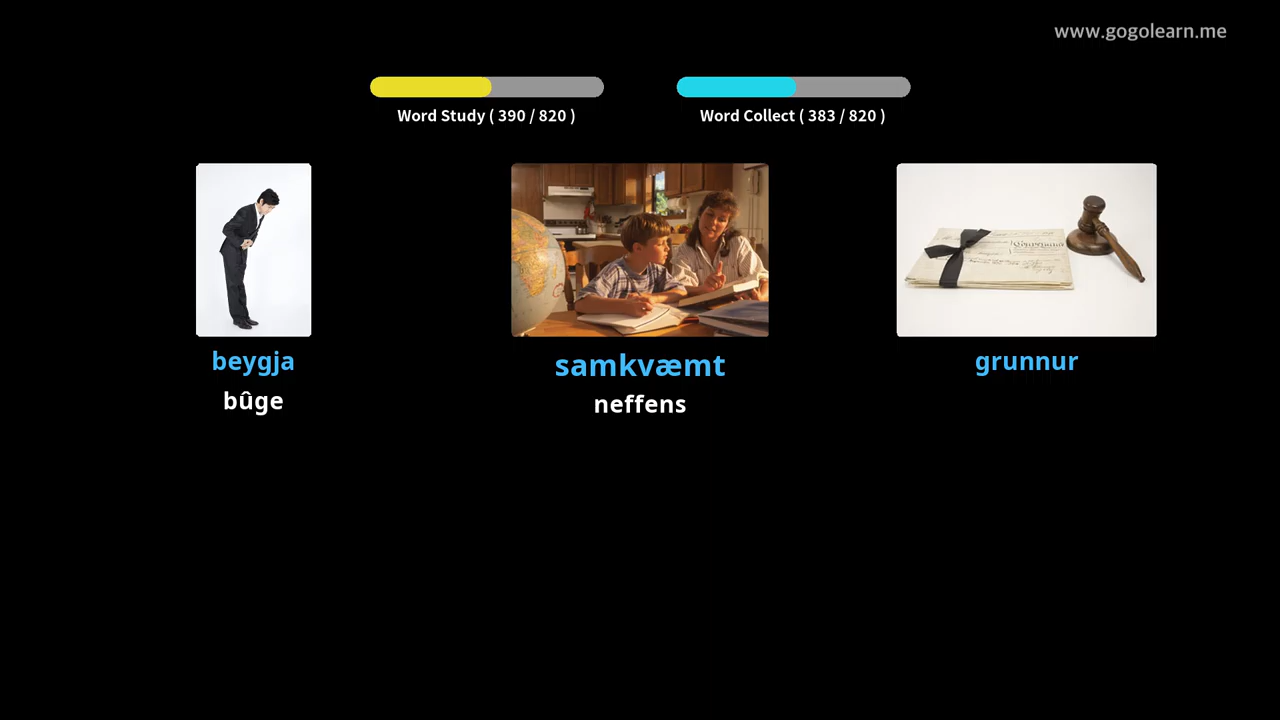 www.gogolearn.me
Word Study ( 390 / 820 )
Word Collect ( 383 / 820 )
beygja
samkvæmt
grunnur
bûge
neffens